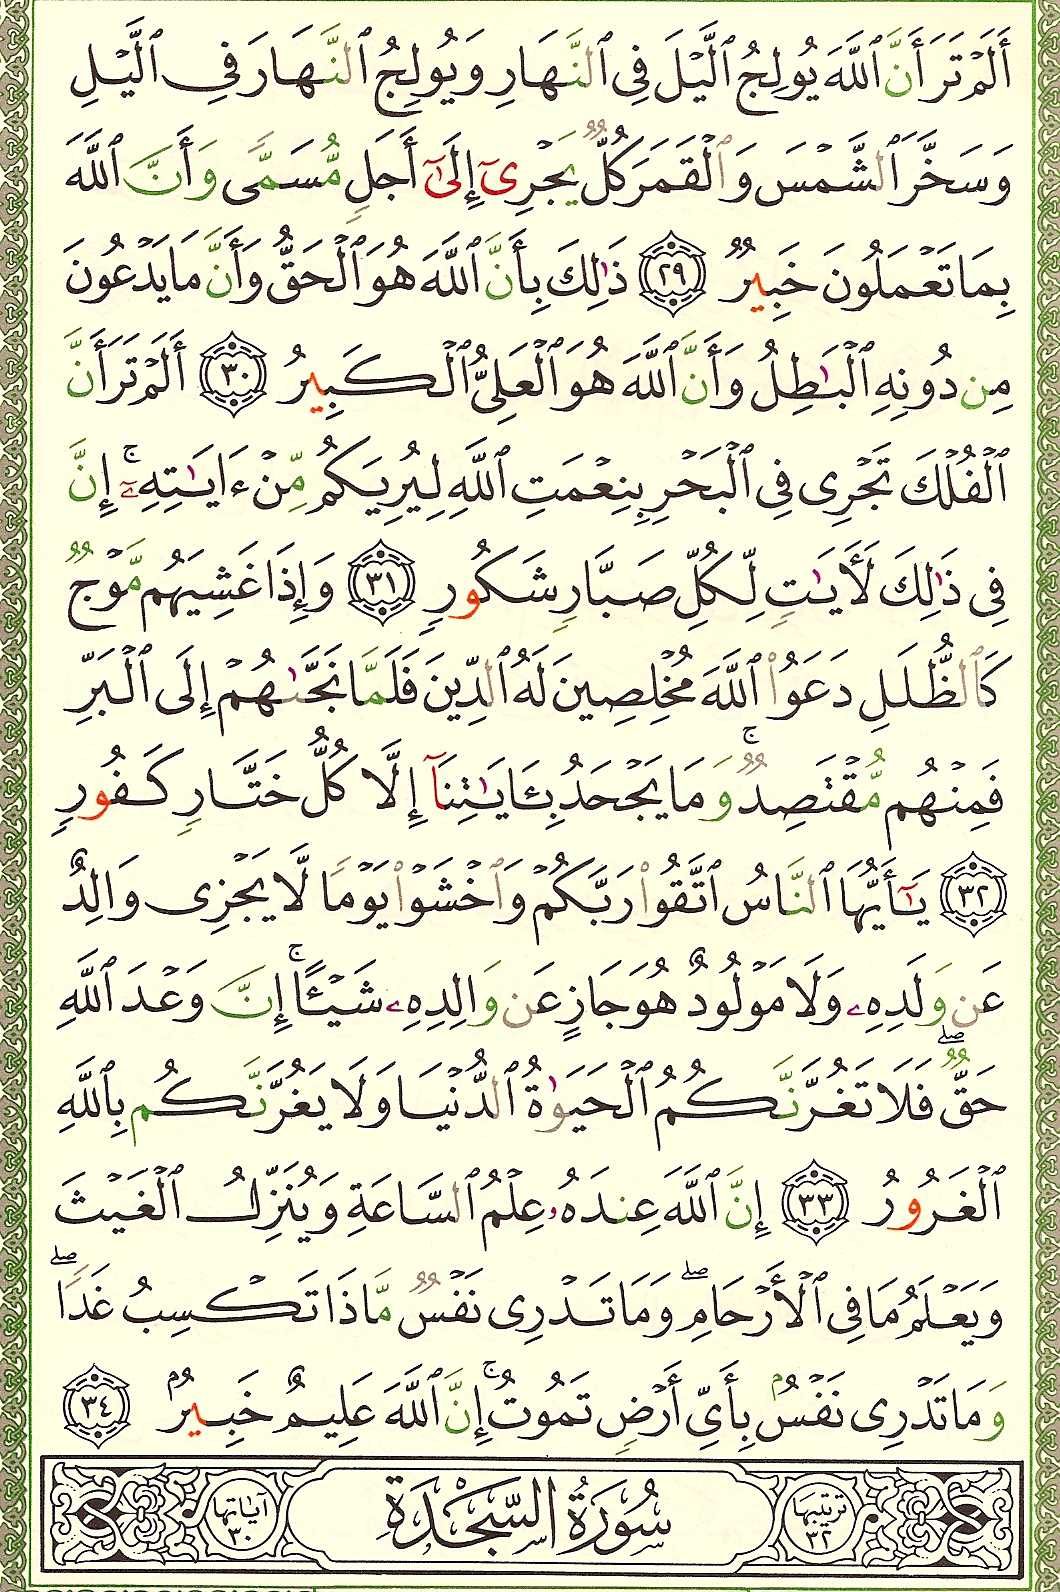 أَلَمْ تَرَ أَنَّ ٱللَّهَ يُولِجُ ٱلَّيْلَ فِى ٱلنَّهَارِ وَيُولِجُ ٱلنَّهَارَ فِى ٱلَّيْلِ
وَسَخَّرَ ٱلشَّمْسَ وَٱلْقَمَرَ كُلٌّ يَجْرِىٓ إِلَىٰٓ أَجَلٍ مُّسَمًّى وَأَنَّ ٱللَّهَ
بِمَا تَعْمَلُونَ خَبِيرٌ ٢٩ ذَٰلِكَ بِأَنَّ ٱللَّهَ هُوَ ٱلْحَقُّ وَأَنَّ مَا يَدْعُونَ
مِن دُونِهِ ٱلْبَـٰطِلُ وَأَنَّ ٱللَّهَ هُوَ ٱلْعَلِىُّ ٱلْكَبِيرُ ٣٠ أَلَمْ تَرَ أَنَّ
ٱلْفُلْكَ تَجْرِى فِى ٱلْبَحْرِ بِنِعْمَتِ ٱللَّهِ لِيُرِيَكُم مِّنْ ءَايَـٰتِهِۦٓ ۚ إِنَّ
فِى ذَٰلِكَ لَـَٔايَـٰتٍ لِّكُلِّ صَبَّارٍ شَكُورٍ ٣١ وَإِذَا غَشِيَهُم مَّوْجٌ
كَٱلظُّلَلِ دَعَوُا۟ ٱللَّهَ مُخْلِصِينَ لَهُ ٱلدِّينَ فَلَمَّا نَجَّىٰهُمْ إِلَى ٱلْبَرِّ
فَمِنْهُم مُّقْتَصِدٌ ۚ وَمَا يَجْحَدُ بِـَٔايَـٰتِنَآ إِلَّا كُلُّ خَتَّارٍ كَفُورٍ
٣٢ يَـٰٓأَيُّهَا ٱلنَّاسُ ٱتَّقُوا۟ رَبَّكُمْ وَٱخْشَوْا۟ يَوْمًا لَّا يَجْزِى وَالِدٌ
عَن وَلَدِهِۦ وَلَا مَوْلُودٌ هُوَ جَازٍ عَن وَالِدِهِۦ شَيْـًٔا ۚ إِنَّ وَعْدَ ٱللَّهِ
حَقٌّ ۖ فَلَا تَغُرَّنَّكُمُ ٱلْحَيَوٰةُ ٱلدُّنْيَا وَلَا يَغُرَّنَّكُم بِٱللَّهِ
ٱلْغَرُورُ ٣٣ إِنَّ ٱللَّهَ عِندَهُۥ عِلْمُ ٱلسَّاعَةِ وَيُنَزِّلُ ٱلْغَيْثَ
وَيَعْلَمُ مَا فِى ٱلْأَرْحَامِ ۖ وَمَا تَدْرِى نَفْسٌ مَّاذَا تَكْسِبُ غَدًا ۖ
وَمَا تَدْرِى نَفْسٌۢ بِأَىِّ أَرْضٍ تَمُوتُ ۚ إِنَّ ٱللَّهَ عَلِيمٌ خَبِيرٌۢ ٣٤
ترتيبها ٣٢ سُورَةُ السَّجْدَةِ آياتها ٣٠